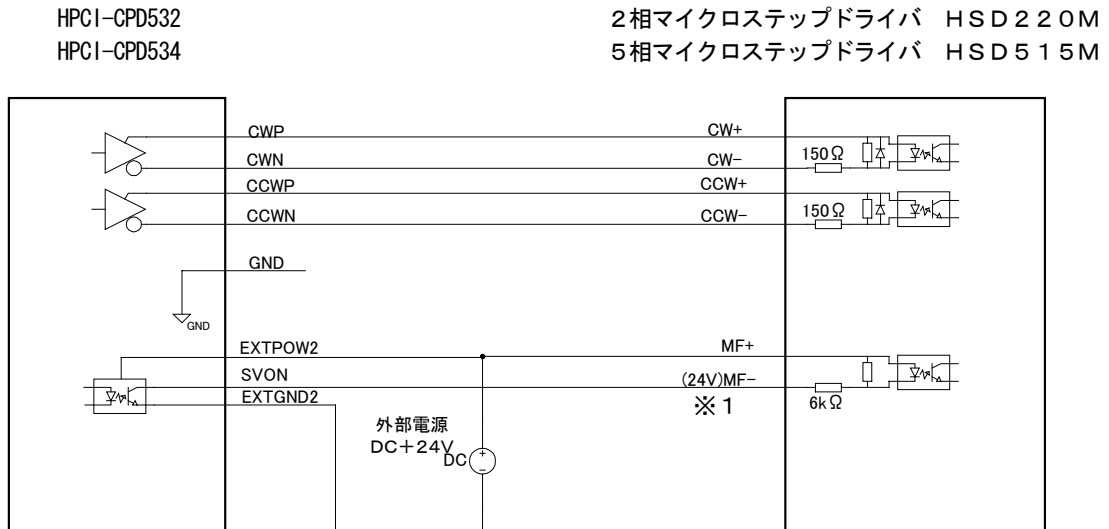 HPCI-CPD532
２相マイクロステップドライバ　ＨＳＤ２２０Ｍ
HPCI-CPD534
５相マイクロステップドライバ　ＨＳＤ５１５Ｍ
CWP
CW+
CWN
CW-
150Ω
CCWP
CCW+
CCWN
CCW-
150Ω
GND
GND
EXTPOW2
MF+
SVON
(24V)MF-
EXTGND2
※１
6kΩ
外部電源
DC＋24V
DC
+
-